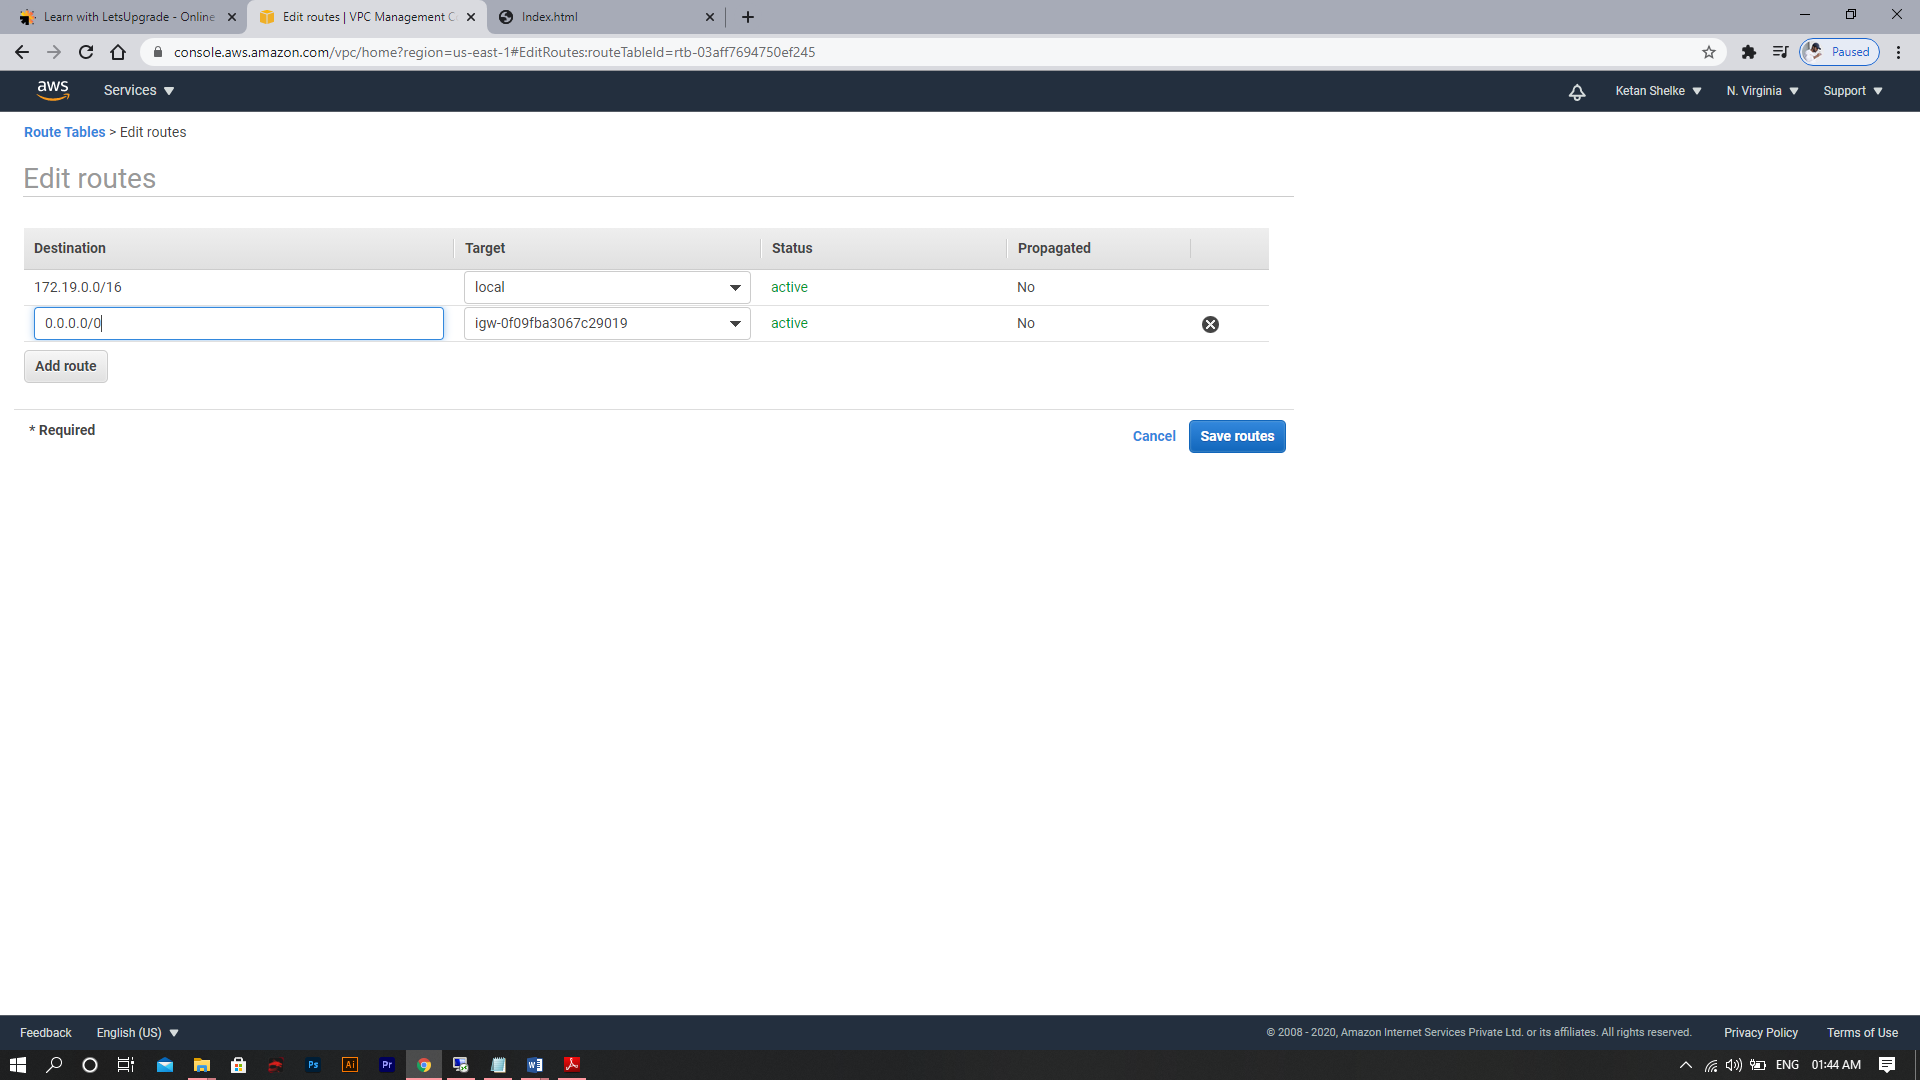 Learn with LetsUpgrade - Online
Edit routes | VPC Management C
Index.html
console.aws.amazon.com/vpc/home?region=us-east-1#EditRoutes:routeTableId=rtb-03aff7694750ef245
Paused
aws
Services
Ketan Shelke
N. Virginia
Support
Route Tables > Edit routes
Edit routes
Destination Target Status Propagated
172.19.0.0/16 local active No
0.0.0.0/0 igw-0f09fba3067c29019 active No
Add route
* Required
Cancel
Save routes
Feedback
English (US)
© 2008 - 2020, Amazon Internet Services Private Ltd. or its affiliates. All rights reserved.
Privacy Policy
Terms of Use
Ps
Ai
Pr
ENG
01:44 AM